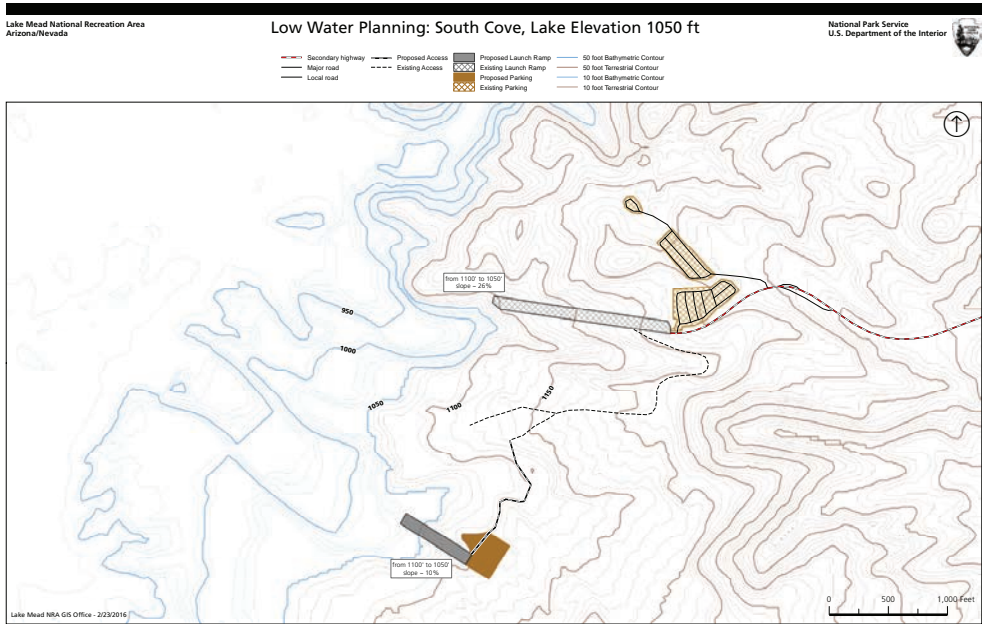 Lake Mead National Recreation Area
Arizona/Nevada
Low Water Planning: South Cove, Lake Elevation 1050 ft
National Park Service
U.S. Department of the Interior
Secondary highway
Major road
Local road
Proposed Access
Existing Access
Proposed Launch Ramp
Existing Launch Ramp
Proposed Parking
Existing Parking
50 foot Bathymetric Contour
50 foot Terrestrial Contour
10 foot Bathymetric Contour
10 foot Terrestrial Contour
from 1100' to 1050'
slope ~ 26%
950
1000
1050
1100
1150
from 1100' to 1050'
slope ~ 10%
Lake Mead NRA GIS Office - 2/23/2016
0 500 1,000 Feet